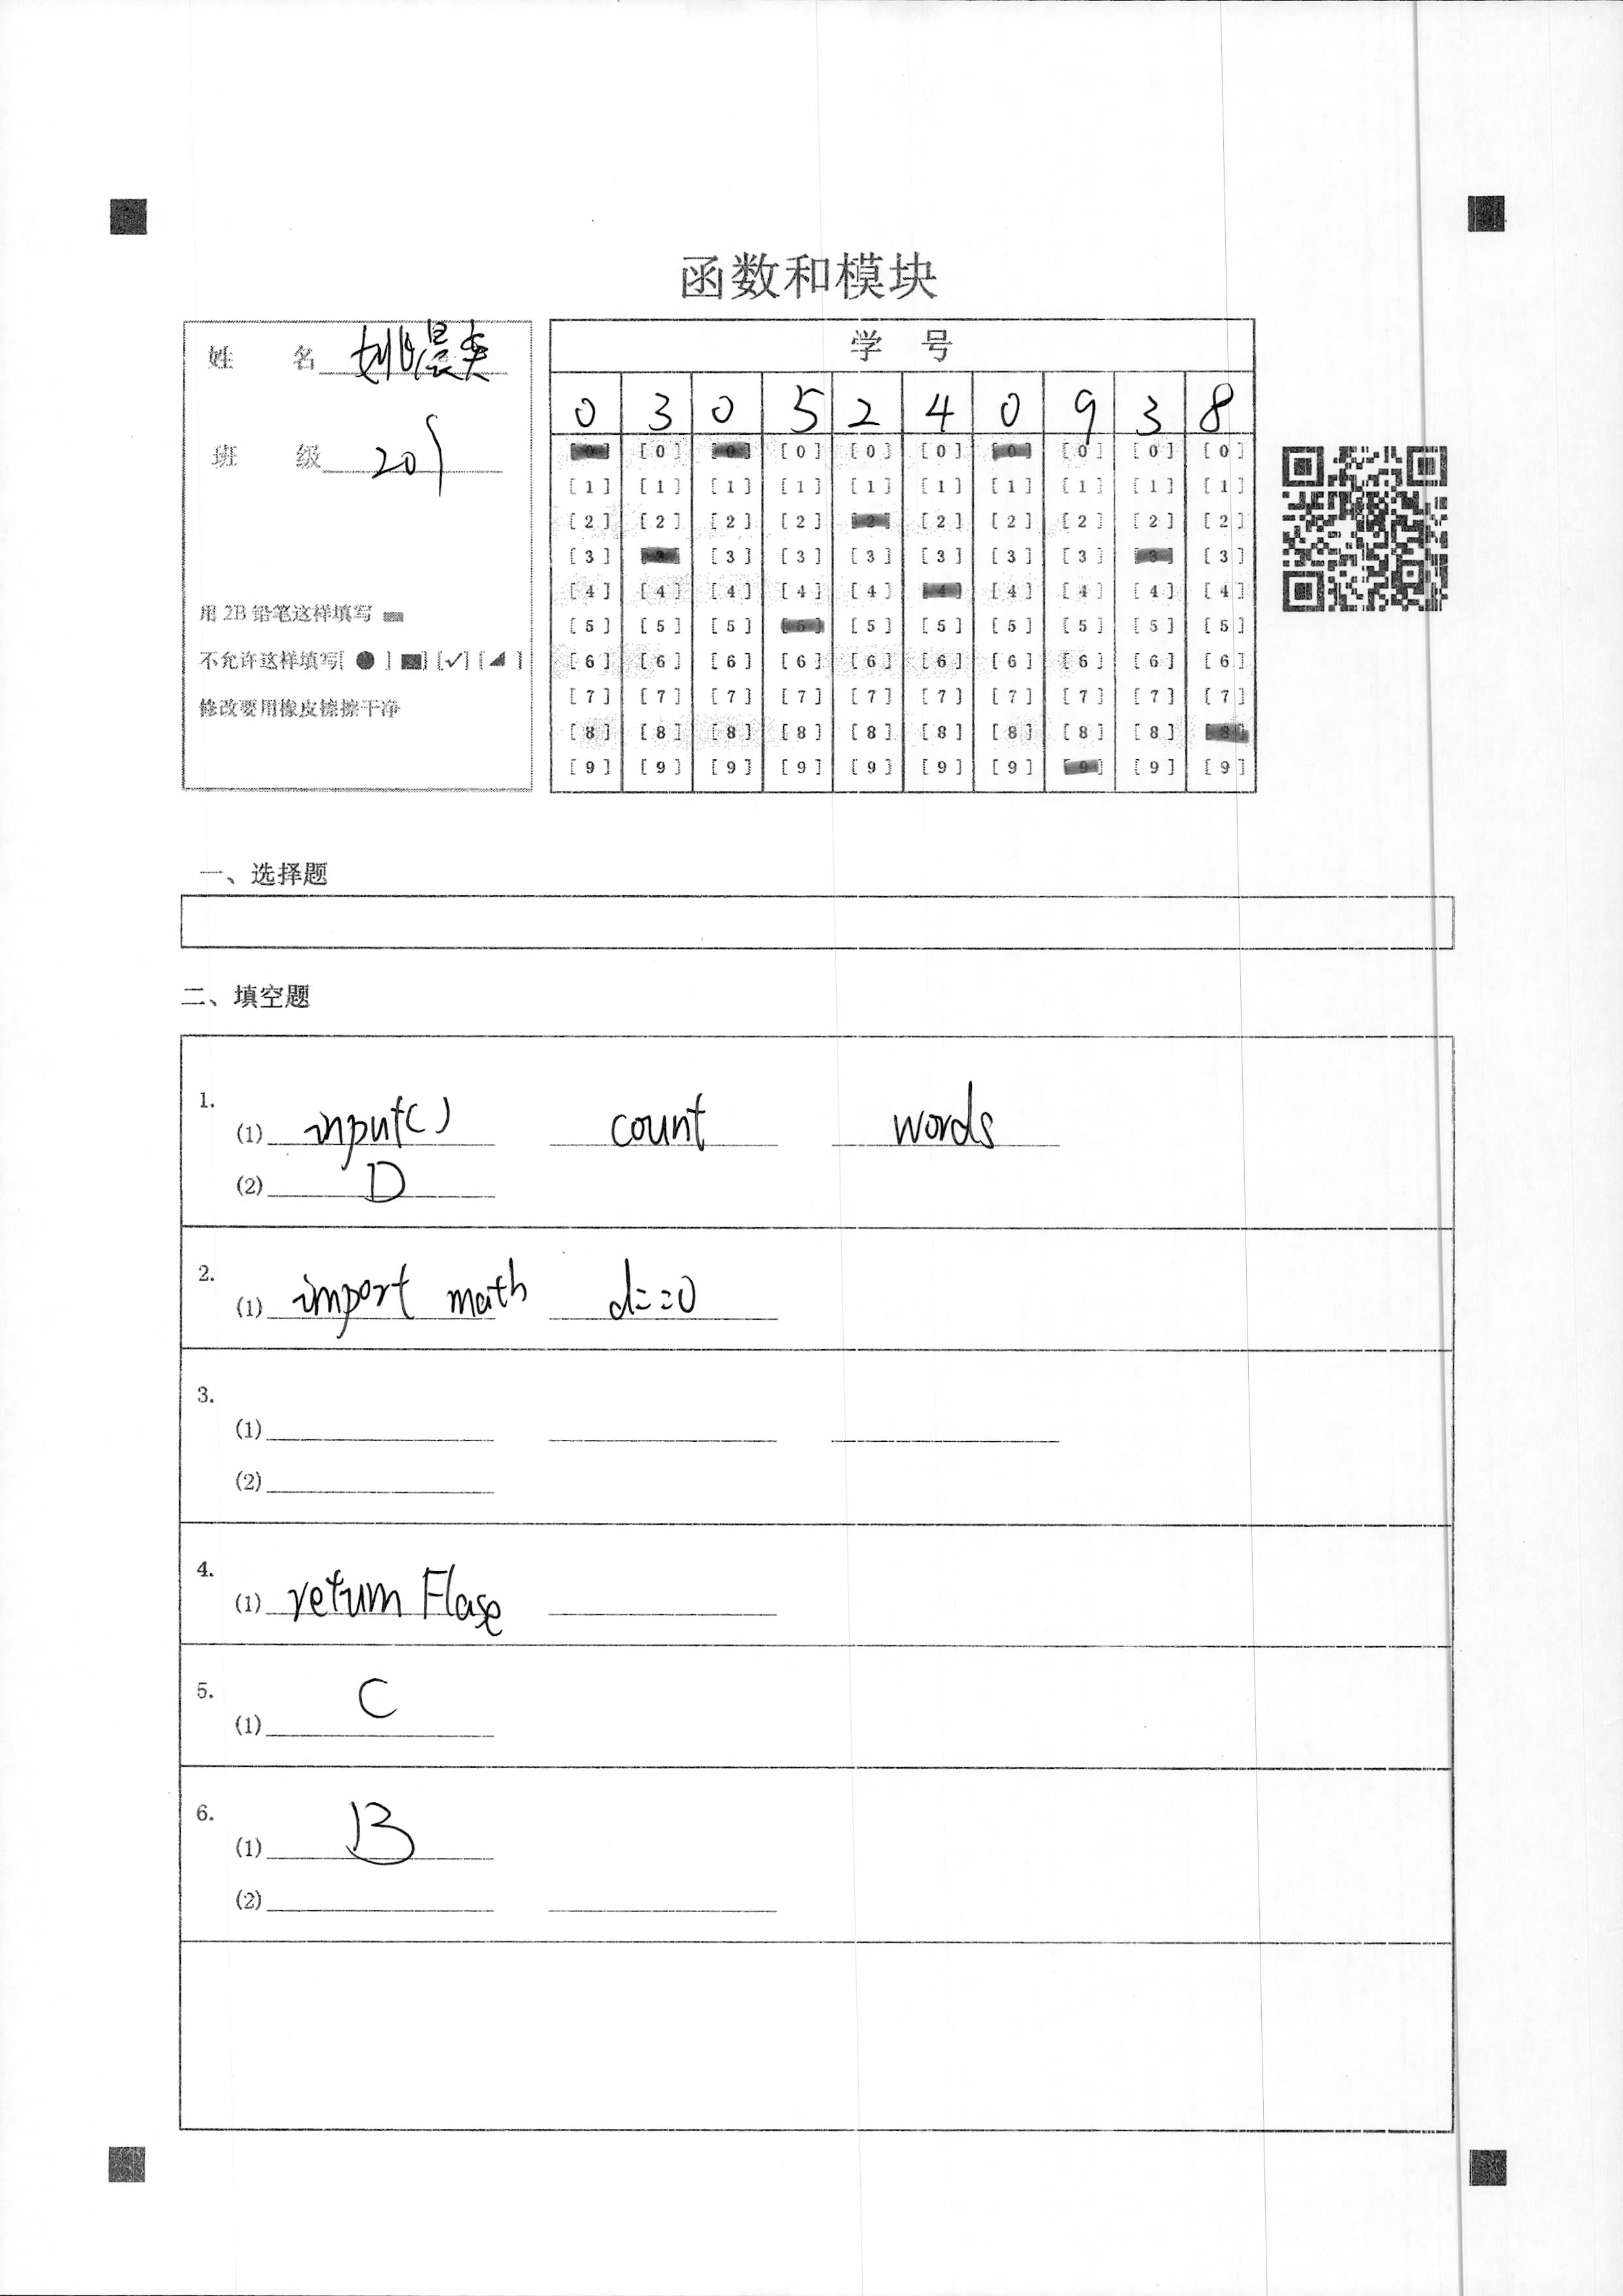 函数和模块
姓 名
班 级 209
用 2B 铅笔这样填写
不允许这样填写[ ● ] [■] [✓] [◢ ]
修改要用橡皮擦擦干净
学 号
0 3 0 5 2 4 0 9 3 8
[0] [0] [0] [0] [0] [0] [0] [0] [0] [0]
[1] [1] [1] [1] [1] [1] [1] [1] [1] [1]
[2] [2] [2] [2] [2] [2] [2] [2] [2] [2]
[3] [3] [3] [3] [3] [3] [3] [3] [3] [3]
[4] [4] [4] [4] [4] [4] [4] [4] [4] [4]
[5] [5] [5] [5] [5] [5] [5] [5] [5] [5]
[6] [6] [6] [6] [6] [6] [6] [6] [6] [6]
[7] [7] [7] [7] [7] [7] [7] [7] [7] [7]
[8] [8] [8] [8] [8] [8] [8] [8] [8] [8]
[9] [9] [9] [9] [9] [9] [9] [9] [9] [9]
一、选择题
二、填空题
1.
(1) input() count words
(2) D
2.
(1) import math d==0
3.
(1)
(2)
4.
(1) return Flase
5.
(1) C
6.
(1) B
(2)